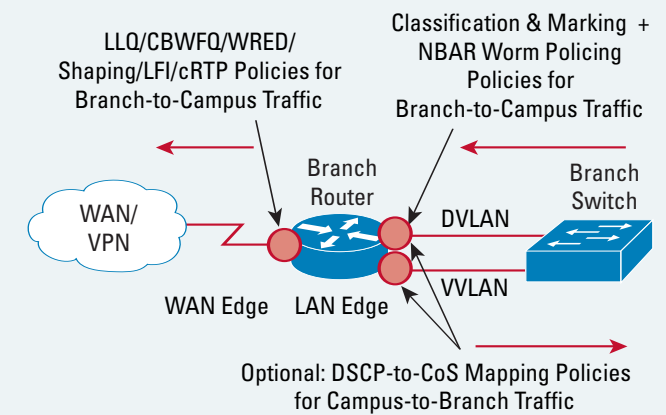 LLQ/CBWFQ/WRED/
Shaping/LFI/cRTP Policies for
Branch-to-Campus Traffic
Classification & Marking +
NBAR Worm Policing
Policies for
Branch-to-Campus Traffic
Branch
Router
Branch
Switch
WAN/
VPN
DVLAN
VVLAN
WAN Edge
LAN Edge
Optional: DSCP-to-CoS Mapping Policies
for Campus-to-Branch Traffic